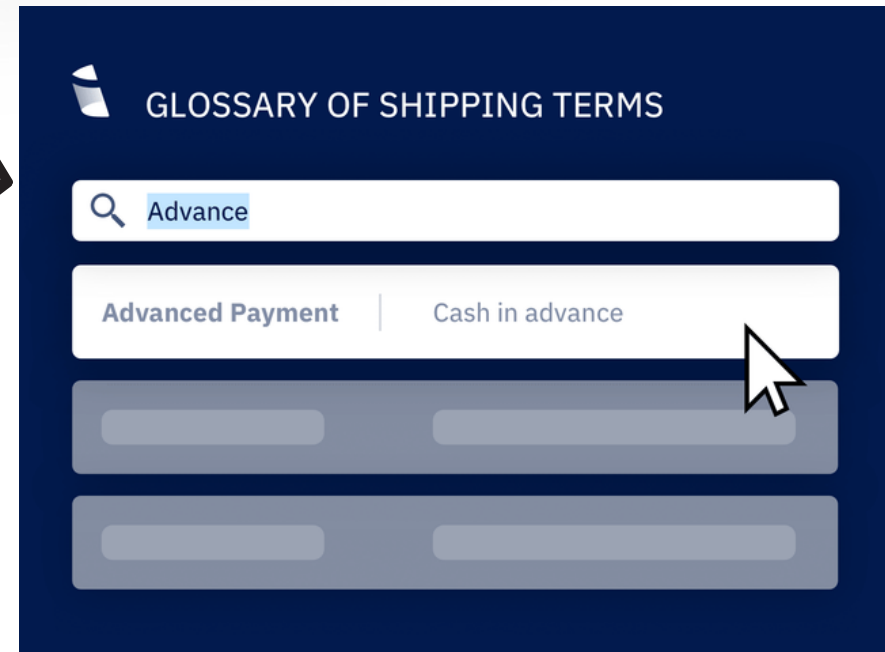 GLOSSARY OF SHIPPING TERMS
Advance
Advanced Payment | Cash in advance